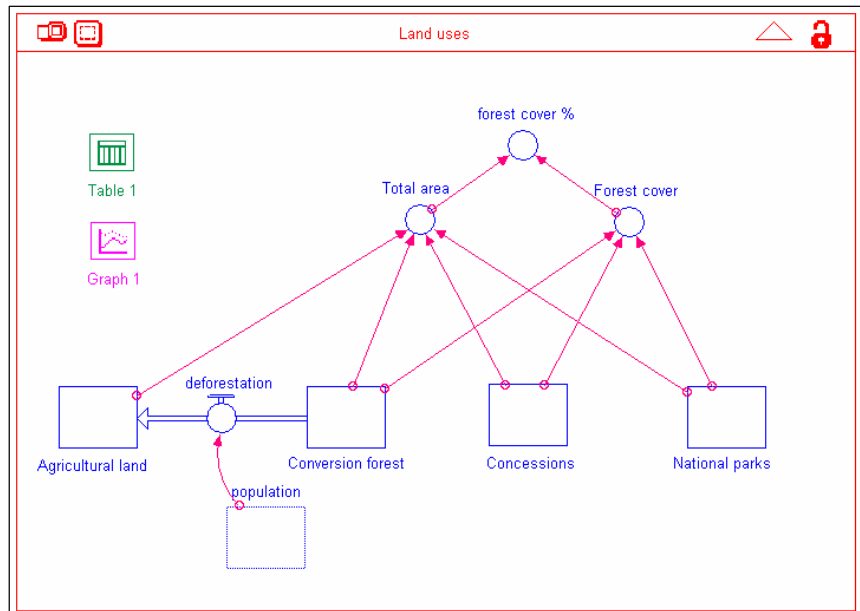 Land uses
forest cover %
Table 1
Total area
Forest cover
Graph 1
deforestation
Agricultural land
Conversion forest
Concessions
National parks
population